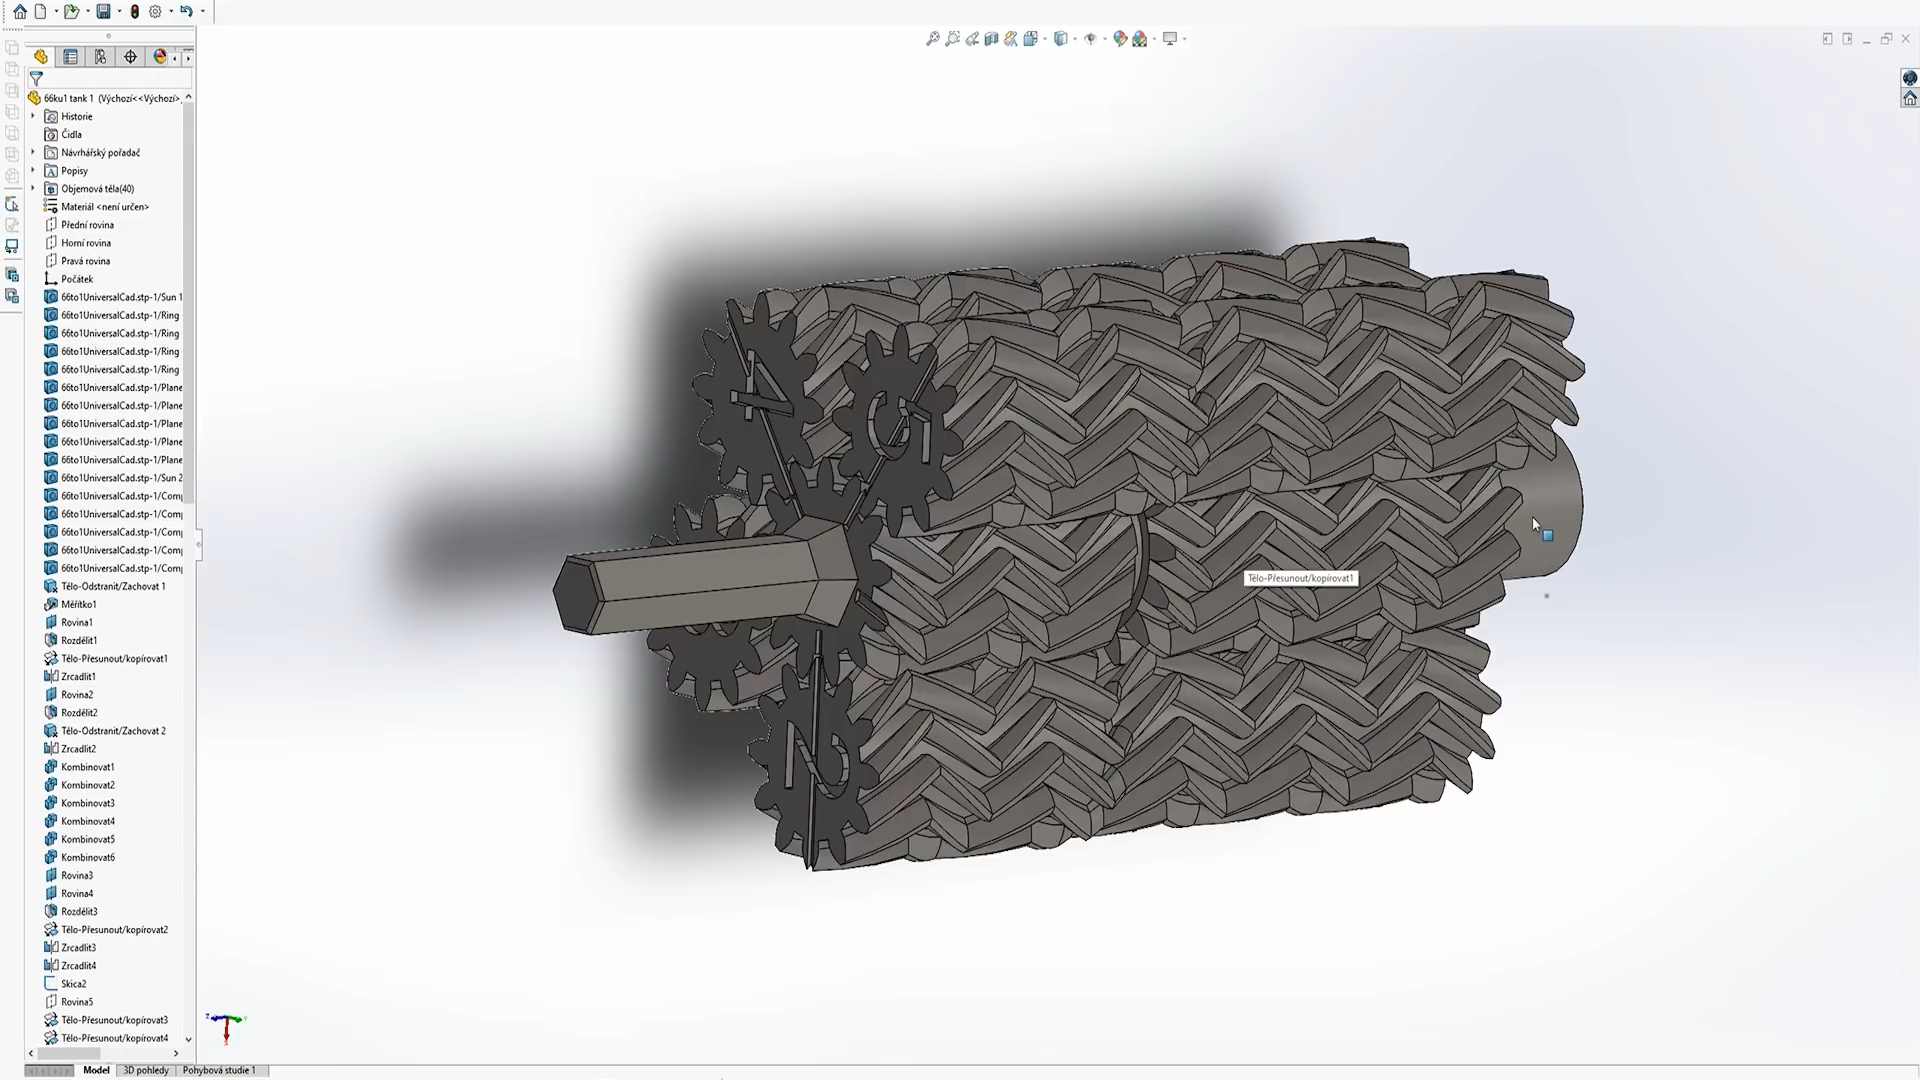 66ku1 tank 1 (Výchozí<<Výchozí>
Historie
Čidla
Návrhářský pořadač
Popisy
Objemová těla(40)
Materiál <není určen>
Přední rovina
Horní rovina
Pravá rovina
Počátek
66to1UniversalCad.stp-1/Sun 1
66to1UniversalCad.stp-1/Ring
66to1UniversalCad.stp-1/Ring
66to1UniversalCad.stp-1/Ring
66to1UniversalCad.stp-1/Ring
66to1UniversalCad.stp-1/Plane
66to1UniversalCad.stp-1/Plane
66to1UniversalCad.stp-1/Plane
66to1UniversalCad.stp-1/Plane
66to1UniversalCad.stp-1/Plane
66to1UniversalCad.stp-1/Sun 2
66to1UniversalCad.stp-1/Comp
66to1UniversalCad.stp-1/Comp
66to1UniversalCad.stp-1/Comp
66to1UniversalCad.stp-1/Comp
66to1UniversalCad.stp-1/Comp
Tělo-Odstranit/Zachovat 1
Měřítko1
Rovina1
Rozdělit1
Tělo-Přesunout/kopírovat1
Zrcadlit1
Rovina2
Rozdělit2
Tělo-Odstranit/Zachovat 2
Zrcadlit2
Kombinovat1
Kombinovat2
Kombinovat3
Kombinovat4
Kombinovat5
Kombinovat6
Rovina3
Rovina4
Rozdělit3
Tělo-Přesunout/kopírovat2
Zrcadlit3
Zrcadlit4
Skica2
Rovina5
Tělo-Přesunout/kopírovat3
Tělo-Přesunout/kopírovat4
Tělo-Přesunout/kopírovat1
Model 3D pohledy Pohybová studie 1